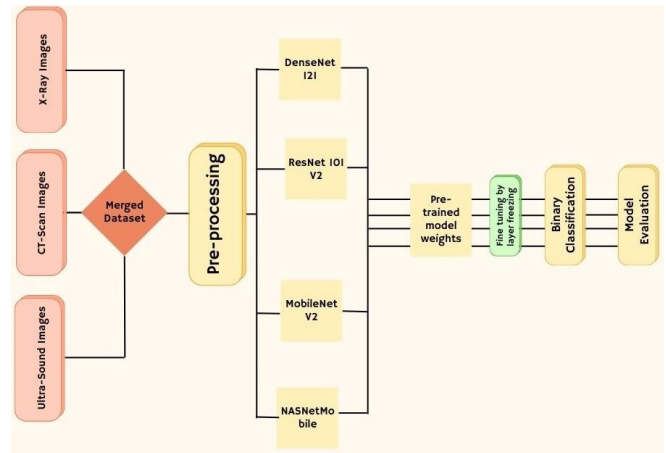 X-Ray Images
CT-Scan Images
Ultra-Sound Images
Merged
Dataset
Pre-processing
DenseNet
121
ResNet 101
V2
MobileNet
V2
NASNetMo
bile
Pre-
trained
model
weights
Fine tuning by
layer freezing
Binary
Classification
Model
Evaluation